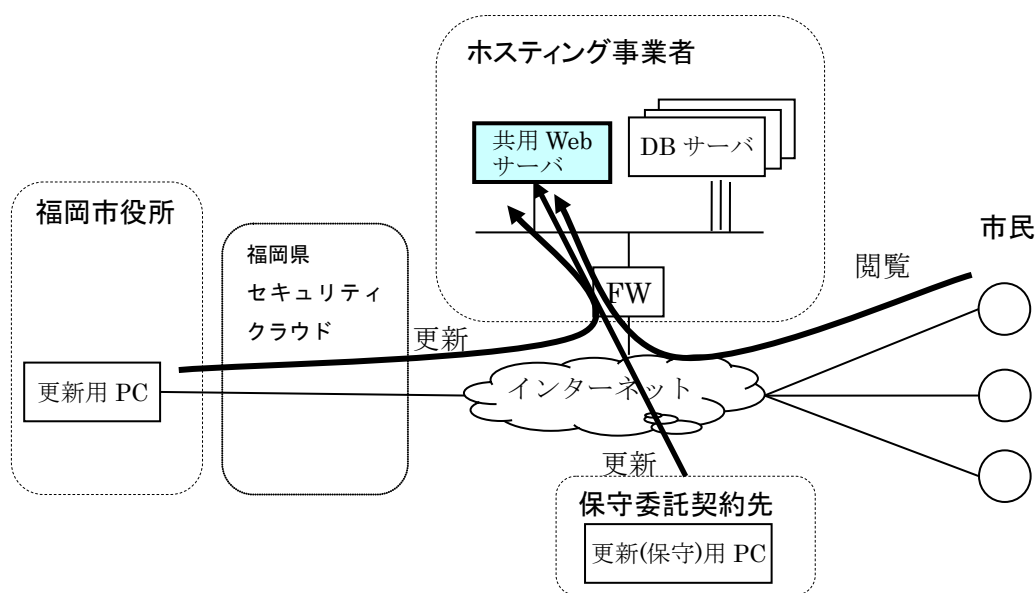 ホスティング事業者
共用 Web
サーバ
DB サーバ
福岡市役所
市民
福岡県
セキュリティ
クラウド
閲覧
FW
更新
更新用 PC
インターネット
更新
保守委託契約先
更新(保守)用 PC